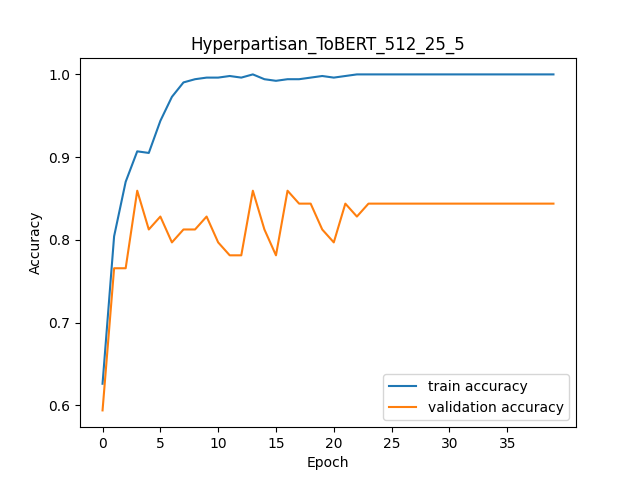 Hyperpartisan_ToBERT_512_25_5
1.0
0.9
0.8
0.7
0.6
Accuracy
0 5 10 15 20 25 30 35
Epoch
train accuracy
validation accuracy